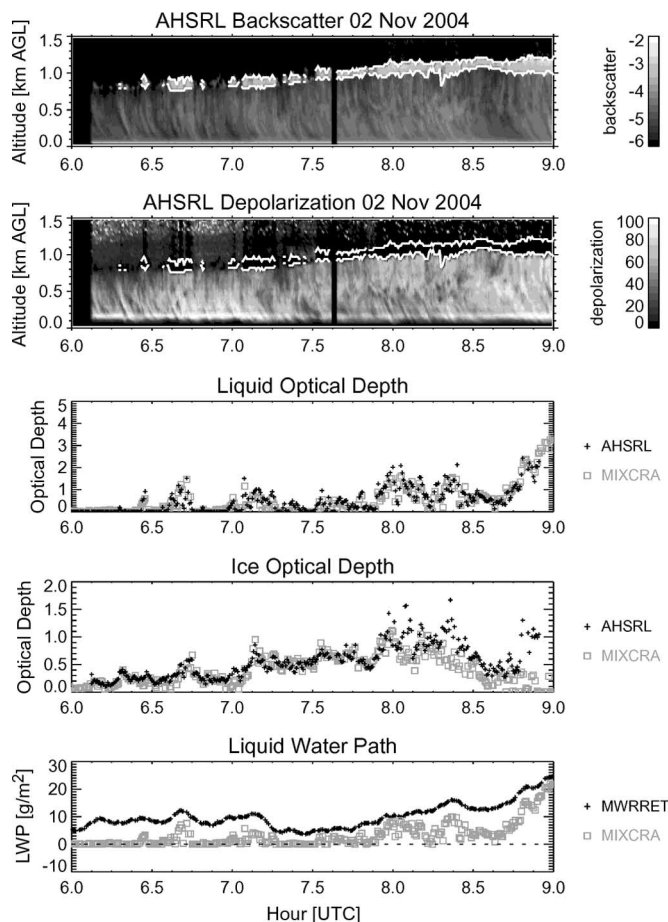 AHSRL Backscatter 02 Nov 2004
Altitude [km AGL]
1.5
1.0
0.5
0.0
6.0 6.5 7.0 7.5 8.0 8.5 9.0
backscatter
-2
-3
-4
-5
-6
AHSRL Depolarization 02 Nov 2004
Altitude [km AGL]
1.5
1.0
0.5
0.0
6.0 6.5 7.0 7.5 8.0 8.5 9.0
depolarization
100
80
60
40
20
0
Liquid Optical Depth
Optical Depth
5
4
3
2
1
0
6.0 6.5 7.0 7.5 8.0 8.5 9.0
AHSRL
MIXCRA
Ice Optical Depth
Optical Depth
2.0
1.5
1.0
0.5
0.0
6.0 6.5 7.0 7.5 8.0 8.5 9.0
AHSRL
MIXCRA
Liquid Water Path
LWP [g/m²]
30
20
10
0
-10
6.0 6.5 7.0 7.5 8.0 8.5 9.0
Hour [UTC]
MWRRET
MIXCRA